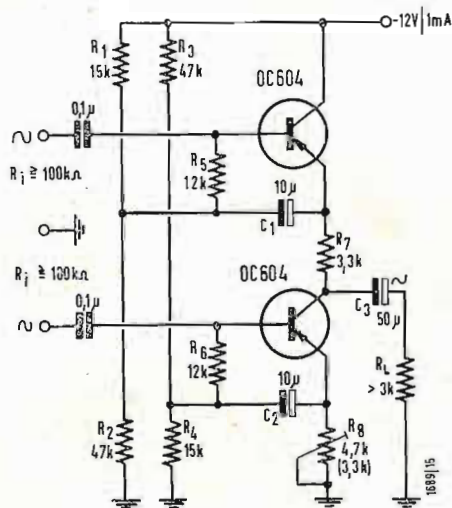 -12V|1mA
R1
15k
R3
47k
OC604
0,1µ
∿
Ri ≧ 100kΩ
R5
12k
10µ
C1
R7
3,3k
OC604
Ri ≧ 100kΩ
0,1µ
∿
∿
C3
50µ
R6
12k
10µ
C2
RL
> 3k
R2
47k
R4
15k
R8
4,7k
(3,3k)
1689|15